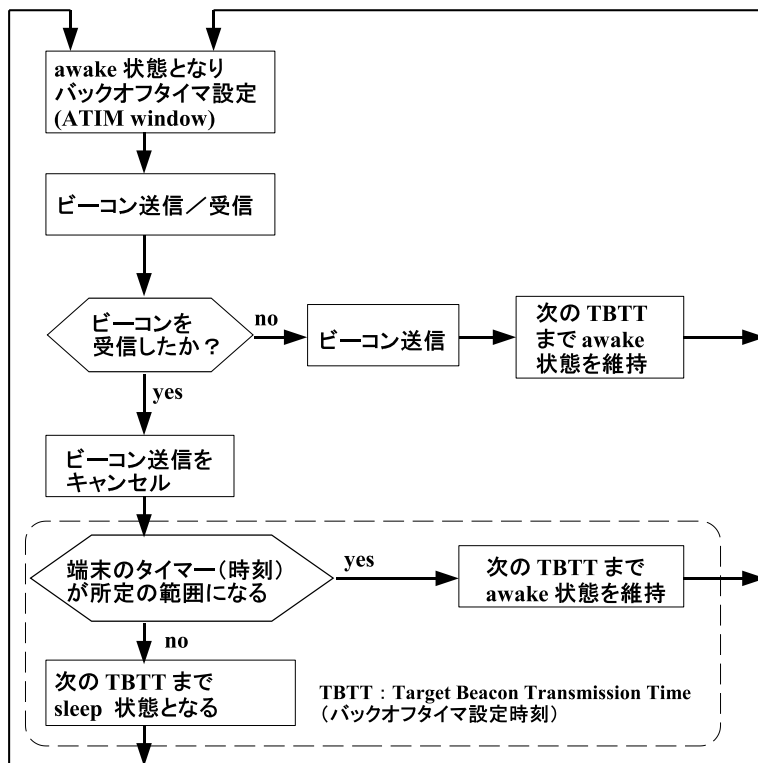 awake 状態となり
バックオフタイマ設定
(ATIM window)
ビーコン送信／受信
ビーコンを
受信したか？
no
ビーコン送信
次の TBTT
まで awake
状態を維持
yes
ビーコン送信を
キャンセル
端末のタイマー（時刻）
が所定の範囲になる
yes
次の TBTT まで
awake 状態を維持
no
次の TBTT まで
sleep 状態となる
TBTT : Target Beacon Transmission Time
（バックオフタイマ設定時刻）